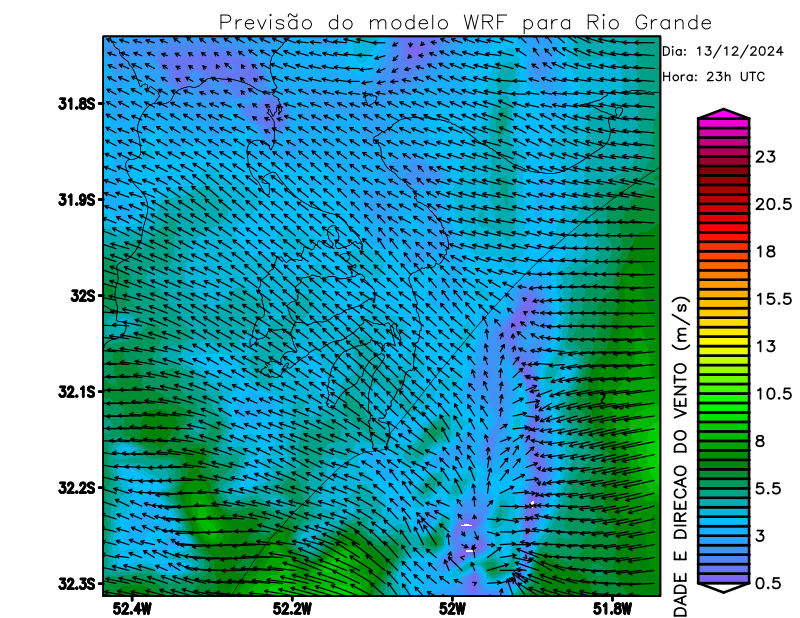 Previsão do modelo WRF para Rio Grande
Dia: 13/12/2024
Hora: 23h UTC
31.8S
31.9S
32S
32.1S
32.2S
32.3S
52.4W
52.2W
52W
51.8W
23
20.5
18
15.5
13
10.5
8
5.5
3
0.5
DADE E DIRECAO DO VENTO (m/s)